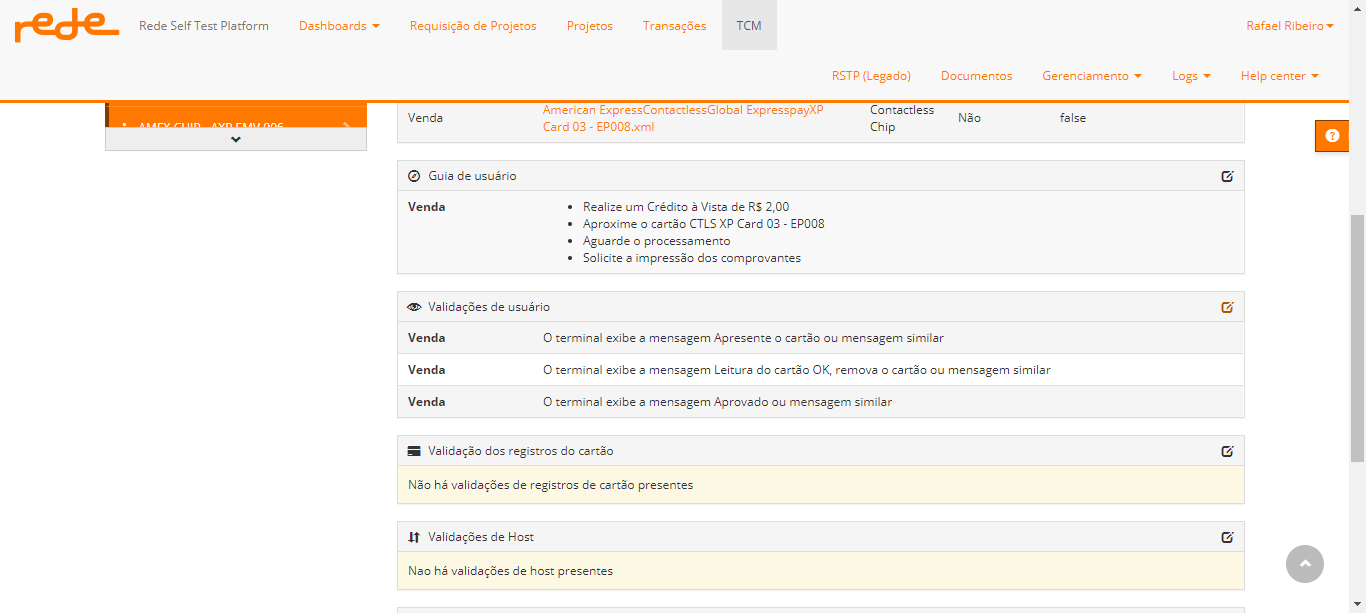 rede Rede Self Test Platform Dashboards Requisição de Projetos Projetos Transações TCM Rafael Ribeiro
RSTP (Legado) Documentos Gerenciamento Logs Help center
AMEX CHIP - AXP EMV 006
Venda American ExpressContactlessGlobal ExpresspayXP Card 03 - EP008.xml Contactless Chip Não false
Guia de usuário
Venda
Realize um Crédito à Vista de R$ 2,00
Aproxime o cartão CTLS XP Card 03 - EP008
Aguarde o processamento
Solicite a impressão dos comprovantes
Validações de usuário
Venda O terminal exibe a mensagem Apresente o cartão ou mensagem similar
Venda O terminal exibe a mensagem Leitura do cartão OK, remova o cartão ou mensagem similar
Venda O terminal exibe a mensagem Aprovado ou mensagem similar
Validação dos registros do cartão
Não há validações de registros de cartão presentes
Validações de Host
Nao há validações de host presentes